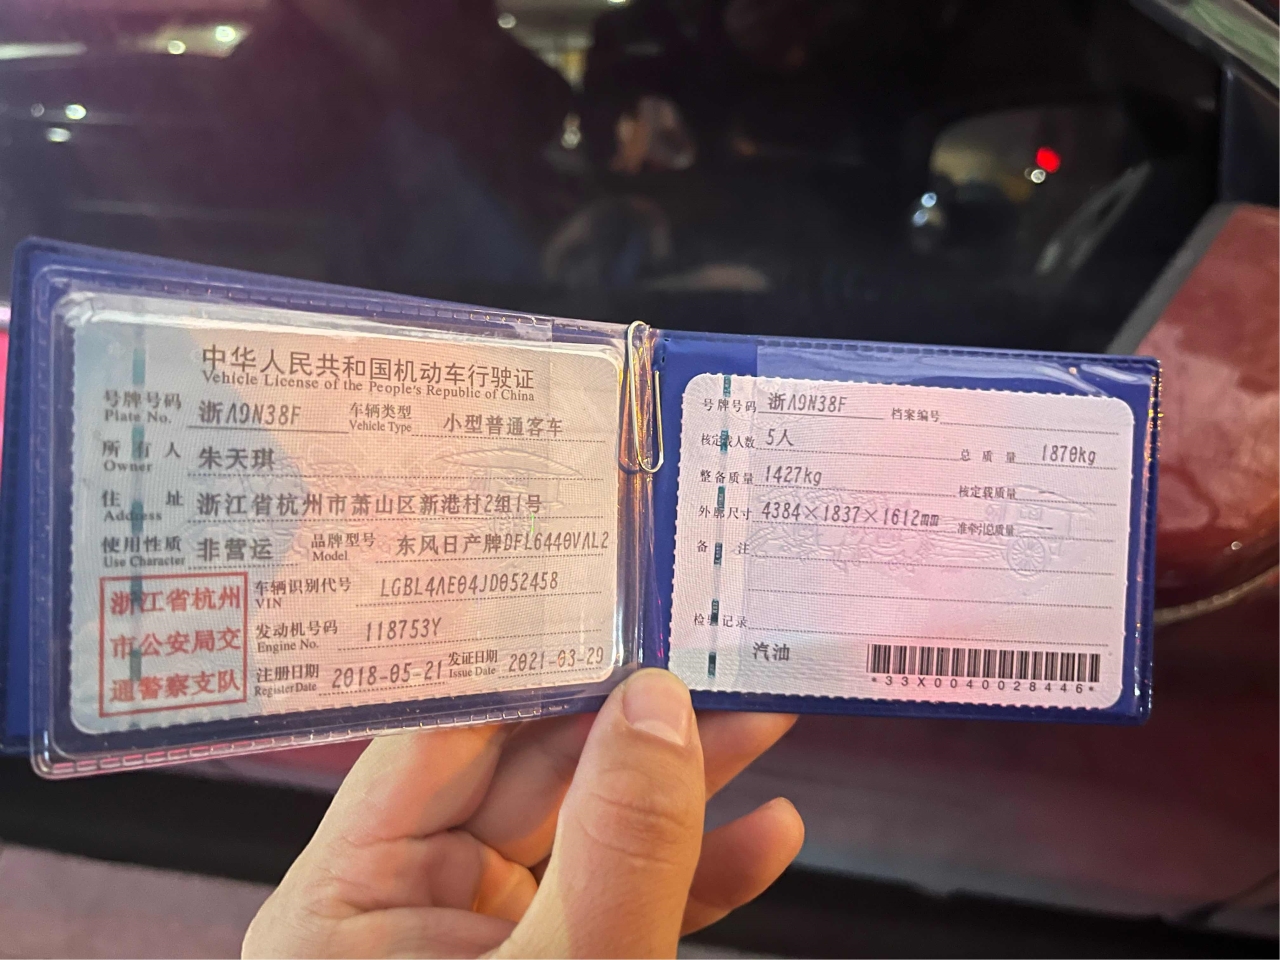 中华人民共和国机动车行驶证
Vehicle License of the People's Republic of China
号牌号码 浙A9N38F 车辆类型 小型普通客车
Plate No. Vehicle Type
所有人 朱天琪
Owner
住址 浙江省杭州市萧山区新港村2组1号
Address
使用性质 非营运 品牌型号 东风日产牌DFL6440VAL2
Use Character Model
浙江省杭州
市公安局交
通警察支队
车辆识别代号 LGBL4AE04JD052458
VIN
发动机号码 118753Y
Engine No.
注册日期 2018-05-21 发证日期 2021-03-29
Register Date Issue Date
号牌号码 浙A9N38F 档案编号
核定载人数 5人 总质量 1870kg
整备质量 1427kg 核定载质量
外廓尺寸 4384×1837×1612mm 准牵引总质量 —
备注
检验记录
汽油
*33X0040028446*